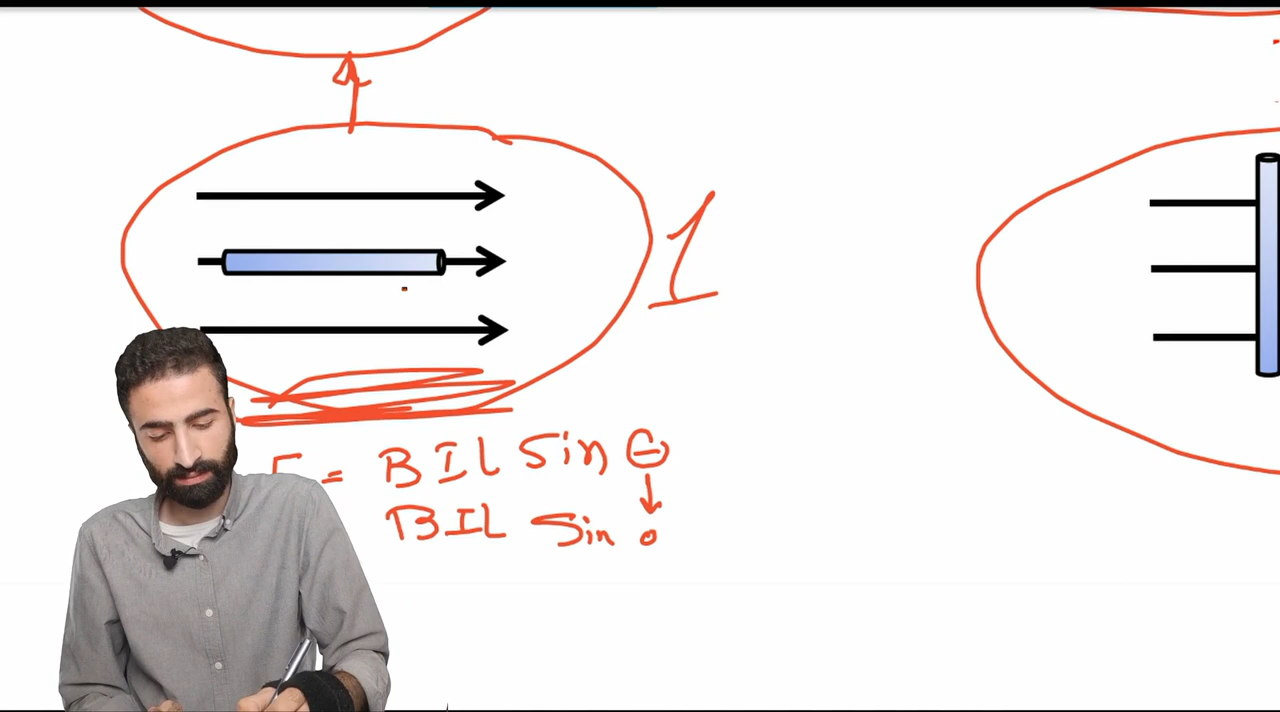 1
F = BIL Sin θ
BIL Sin 0